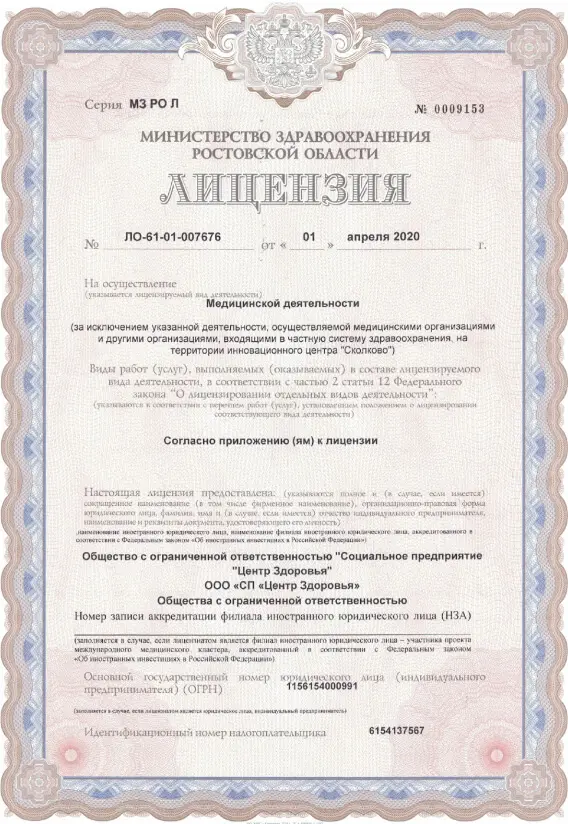 Серия МЗ РО Л
№ 0009153
МИНИСТЕРСТВО ЗДРАВООХРАНЕНИЯ
РОСТОВСКОЙ ОБЛАСТИ
ЛИЦЕНЗИЯ
№ ЛО-61-01-007676 от « 01 » апреля 2020 г.
На осуществление
(указывается лицензируемый вид деятельности)
Медицинской деятельности
(за исключением указанной деятельности, осуществляемой медицинскими организациями
и другими организациями, входящими в частную систему здравоохранения, на
территории инновационного центра "Сколково")
Виды работ (услуг), выполняемых (оказываемых) в составе лицензируемого
вида деятельности, в соответствии с частью 2 статьи 12 Федерального
закона "О лицензировании отдельных видов деятельности":
(указываются в соответствии с перечнем работ (услуг), установленным положением о лицензировании
соответствующего вида деятельности)
Согласно приложению (ям) к лицензии
Настоящая лицензия предоставлена: (указываются полное и (в случае, если имеется)
сокращенное наименование (в том числе фирменное наименование), организационно-правовая форма
юридического лица, фамилия, имя и (в случае, если имеется) отчество индивидуального предпринимателя,
наименование и реквизиты документа, удостоверяющего его личность)
,наименование иностранного юридического лица, наименование филиала иностранного юридического лица, аккредитованного в
соответствии с Федеральным законом «Об иностранных инвестициях в Российской Федерации»)
Общество с ограниченной ответственностью "Социальное предприятие
"Центр Здоровья"
ООО «СП «Центр Здоровья»
Общества с ограниченной ответственностью
Номер записи аккредитации филиала иностранного юридического лица (НЗА)
(заполняется в случае, если лицензиатом является филиал иностранного юридического лица – участника проекта
международного медицинского кластера, аккредитованный в соответствии с Федеральным законом
«Об иностранных инвестициях в Российской Федерации»)
Основной государственный номер юридического лица (индивидуального
предпринимателя) (ОГРН) 1156154000991
(заполняется в случае, если лицензиатом является юридическое лицо, индивидуальный предприниматель)
Идентификационный номер налогоплательщика 6154137567